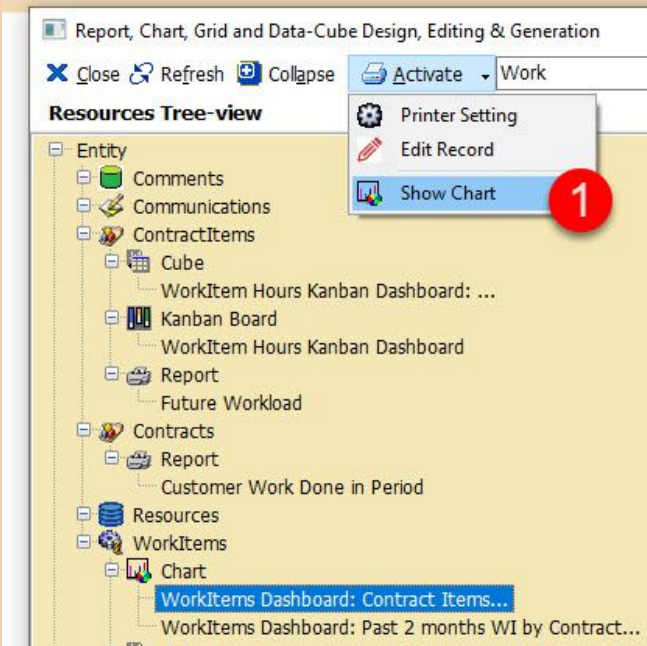 Report, Chart, Grid and Data-Cube Design, Editing & Generation
Close Refresh Collapse Activate Work
Resources Tree-view
Printer Setting
Edit Record
Show Chart
1
Entity
Comments
Communications
ContractItems
Cube
WorkItem Hours Kanban Dashboard: ...
Kanban Board
WorkItem Hours Kanban Dashboard
Report
Future Workload
Contracts
Report
Customer Work Done in Period
Resources
WorkItems
Chart
WorkItems Dashboard: Contract Items...
WorkItems Dashboard: Past 2 months WI by Contract...